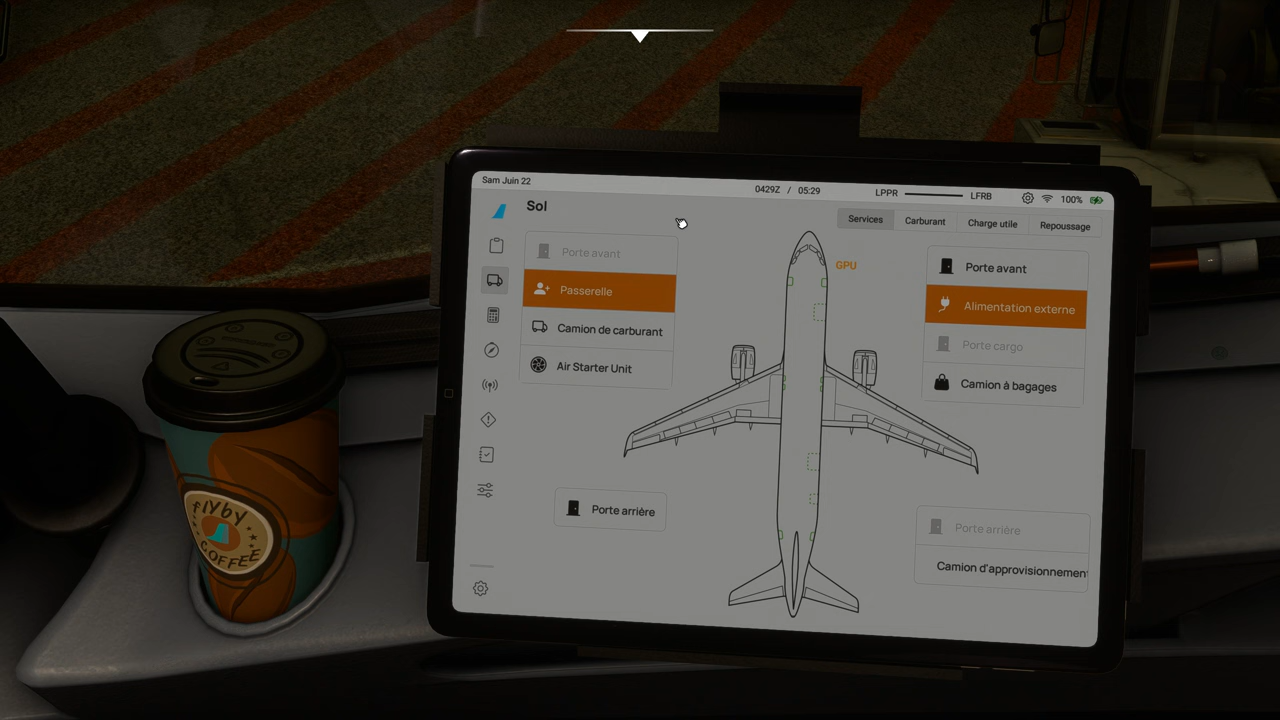 Sam Juin 22
0429Z / 05:29
LPPR
LFRB
100%
Sol
Services
Carburant
Charge utile
Repoussage
Porte avant
Passerelle
Camion de carburant
Air Starter Unit
GPU
Porte avant
Alimentation externe
Porte cargo
Camion à bagages
Porte arrière
Porte arrière
Camion d'approvisionnement
flyby
COFFEE